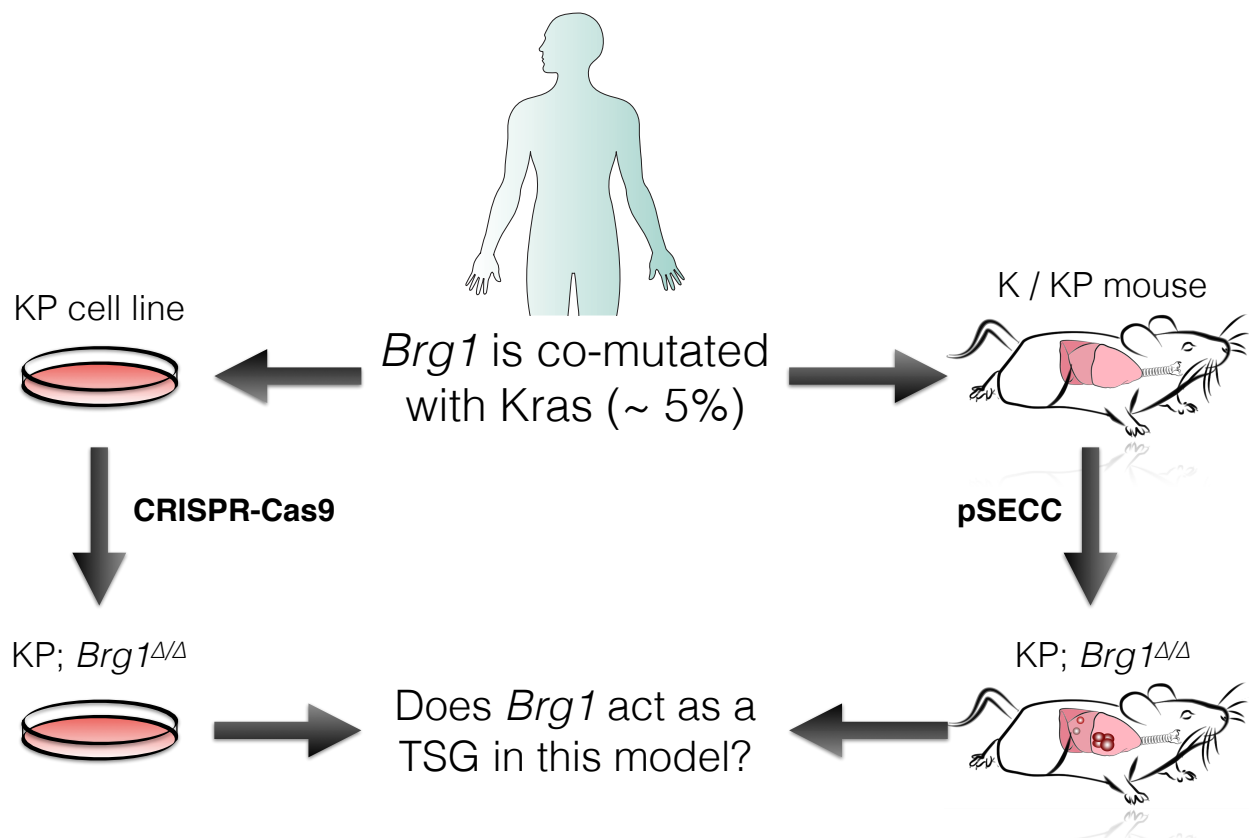 K / KP mouse
KP cell line
Brg1 is co-mutated
with Kras (~ 5%)
CRISPR-Cas9
pSECC
KP; Brg1Δ/Δ
KP; Brg1Δ/Δ
Does Brg1 act as a
TSG in this model?